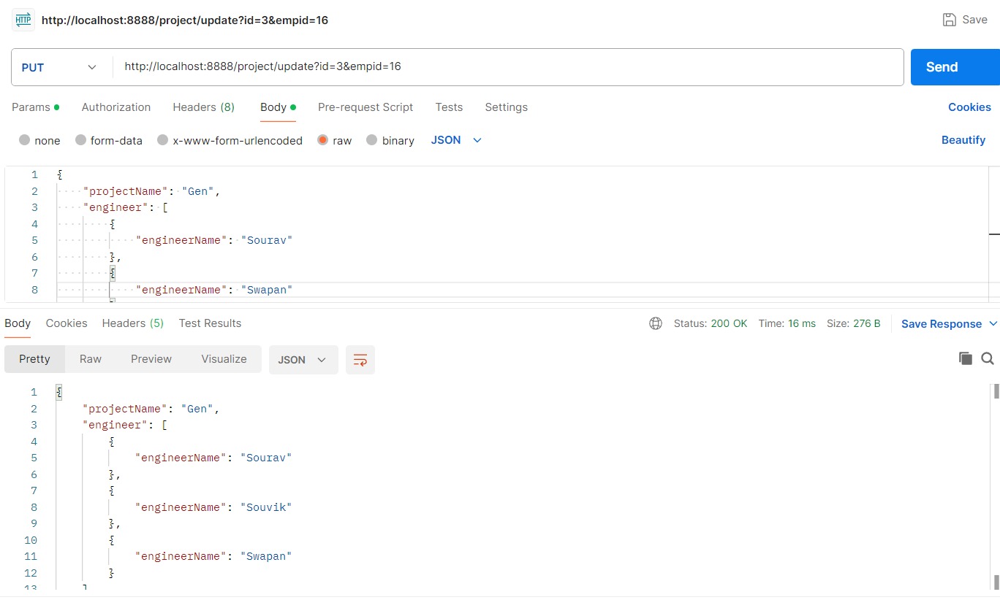 HTTP http://localhost:8888/project/update?id=3&empid=16 Save
PUT http://localhost:8888/project/update?id=3&empid=16 Send
Params Authorization Headers (8) Body Pre-request Script Tests Settings Cookies
none form-data x-www-form-urlencoded raw binary JSON Beautify
1 {
2 "projectName": "Gen",
3 "engineer": [
4 {
5 "engineerName": "Sourav"
6 },
7 {
8 "engineerName": "Swapan"
Body Cookies Headers (5) Test Results Status: 200 OK Time: 16 ms Size: 276 B Save Response
Pretty Raw Preview Visualize JSON
1 {
2 "projectName": "Gen",
3 "engineer": [
4 {
5 "engineerName": "Sourav"
6 },
7 {
8 "engineerName": "Souvik"
9 },
10 {
11 "engineerName": "Swapan"
12 }
13 ]